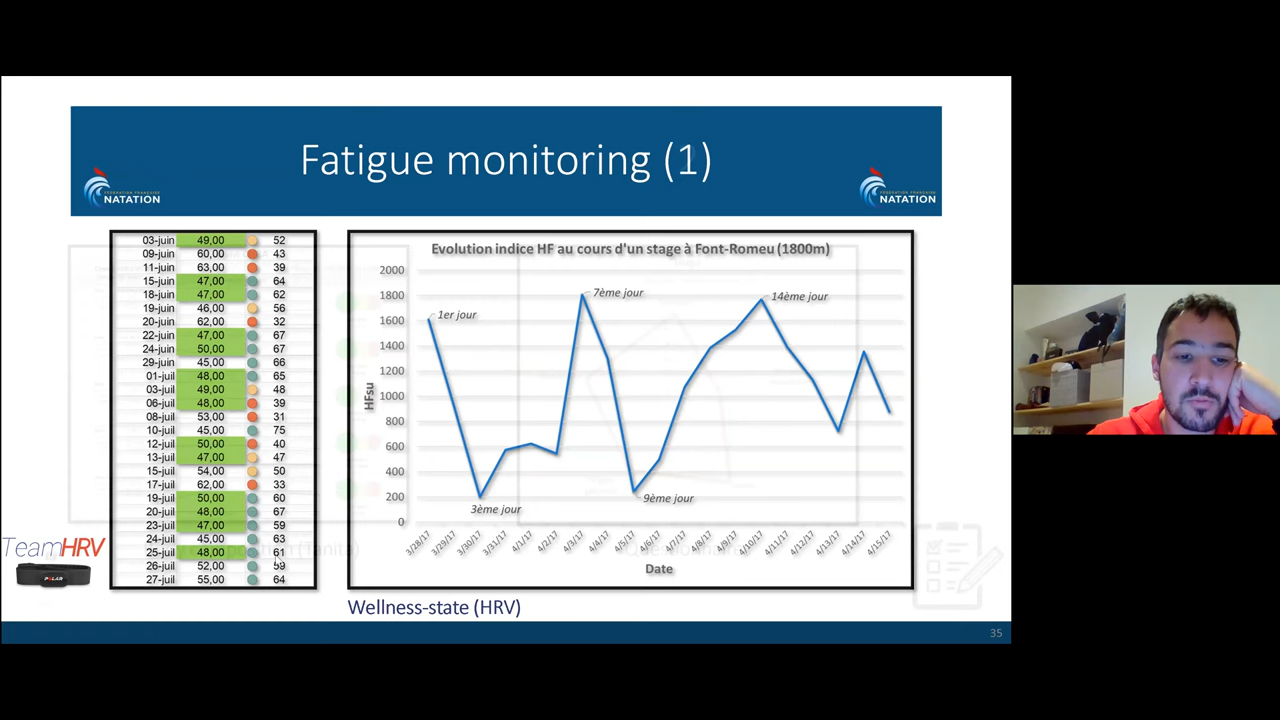 Fatigue monitoring (1)
FÉDÉRATION FRANÇAISE
NATATION
FÉDÉRATION FRANÇAISE
NATATION
03-juin 49,00 52
09-juin 60,00 43
11-juin 63,00 39
15-juin 47,00 64
18-juin 47,00 62
19-juin 46,00 56
20-juin 62,00 32
22-juin 47,00 67
24-juin 50,00 67
29-juin 45,00 66
01-juil 48,00 65
03-juil 49,00 48
06-juil 48,00 39
08-juil 53,00 31
10-juil 45,00 75
12-juil 50,00 40
13-juil 47,00 47
15-juil 54,00 50
17-juil 62,00 33
19-juil 50,00 60
20-juil 48,00 67
23-juil 47,00 59
24-juil 45,00 63
25-juil 48,00
26-juil 52,00 59
27-juil 55,00 64
TeamHRV
POLAR
Evolution indice HF au cours d'un stage à Font-Romeu (1800m)
HFsu
2000
1800
1600
1400
1200
1000
800
600
400
200
0
1er jour
3ème jour
7ème jour
9ème jour
14ème jour
3/28/17 3/29/17 3/30/17 3/31/17 4/1/17 4/2/17 4/3/17 4/4/17 4/5/17 4/6/17 4/7/17 4/8/17 4/9/17 4/10/17 4/11/17 4/12/17 4/13/17 4/14/17 4/15/17
Date
Wellness-state (HRV)
35